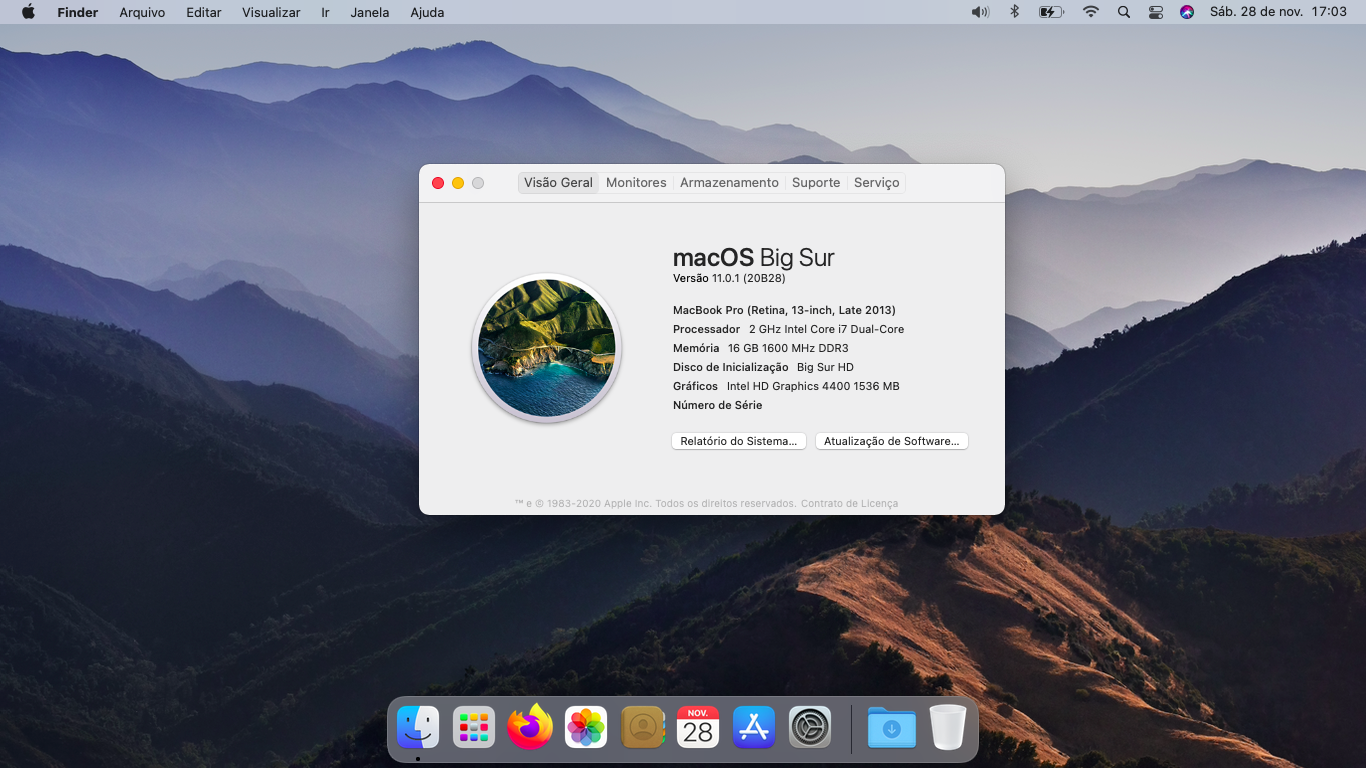 Finder Arquivo Editar Visualizar Ir Janela Ajuda Sáb. 28 de nov. 17:03
Visão Geral Monitores Armazenamento Suporte Serviço
macOS Big Sur
Versão 11.0.1 (20B28)
MacBook Pro (Retina, 13-inch, Late 2013)
Processador 2 GHz Intel Core i7 Dual-Core
Memória 16 GB 1600 MHz DDR3
Disco de Inicialização Big Sur HD
Gráficos Intel HD Graphics 4400 1536 MB
Número de Série
Relatório do Sistema... Atualização de Software...
™ e © 1983-2020 Apple Inc. Todos os direitos reservados. Contrato de Licença
NOV.
28